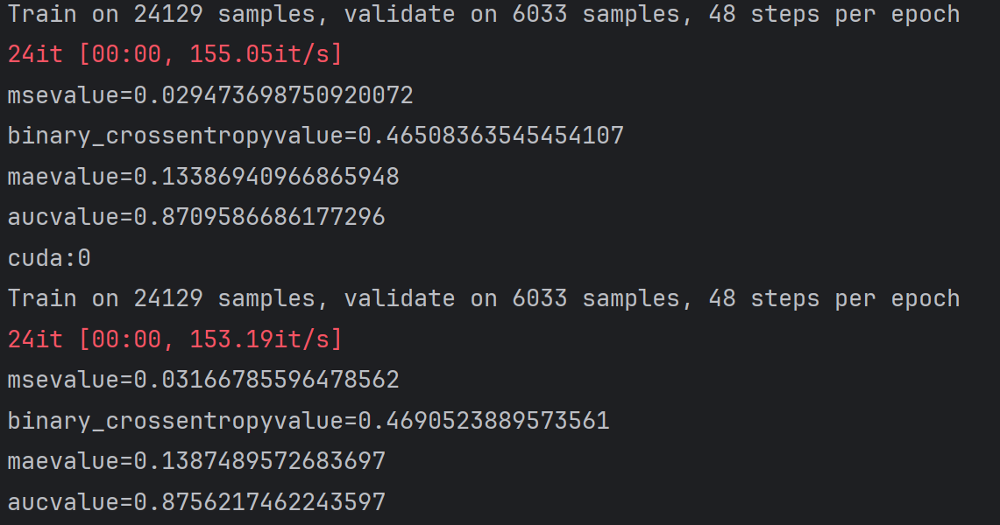 Train on 24129 samples, validate on 6033 samples, 48 steps per epoch
24it [00:00, 155.05it/s]
msevalue=0.029473698750920072
binary_crossentropyvalue=0.46508363545454107
maevalue=0.13386940966865948
aucvalue=0.8709586686177296
cuda:0
Train on 24129 samples, validate on 6033 samples, 48 steps per epoch
24it [00:00, 153.19it/s]
msevalue=0.03166785596478562
binary_crossentropyvalue=0.4690523889573561
maevalue=0.1387489572683697
aucvalue=0.8756217462243597